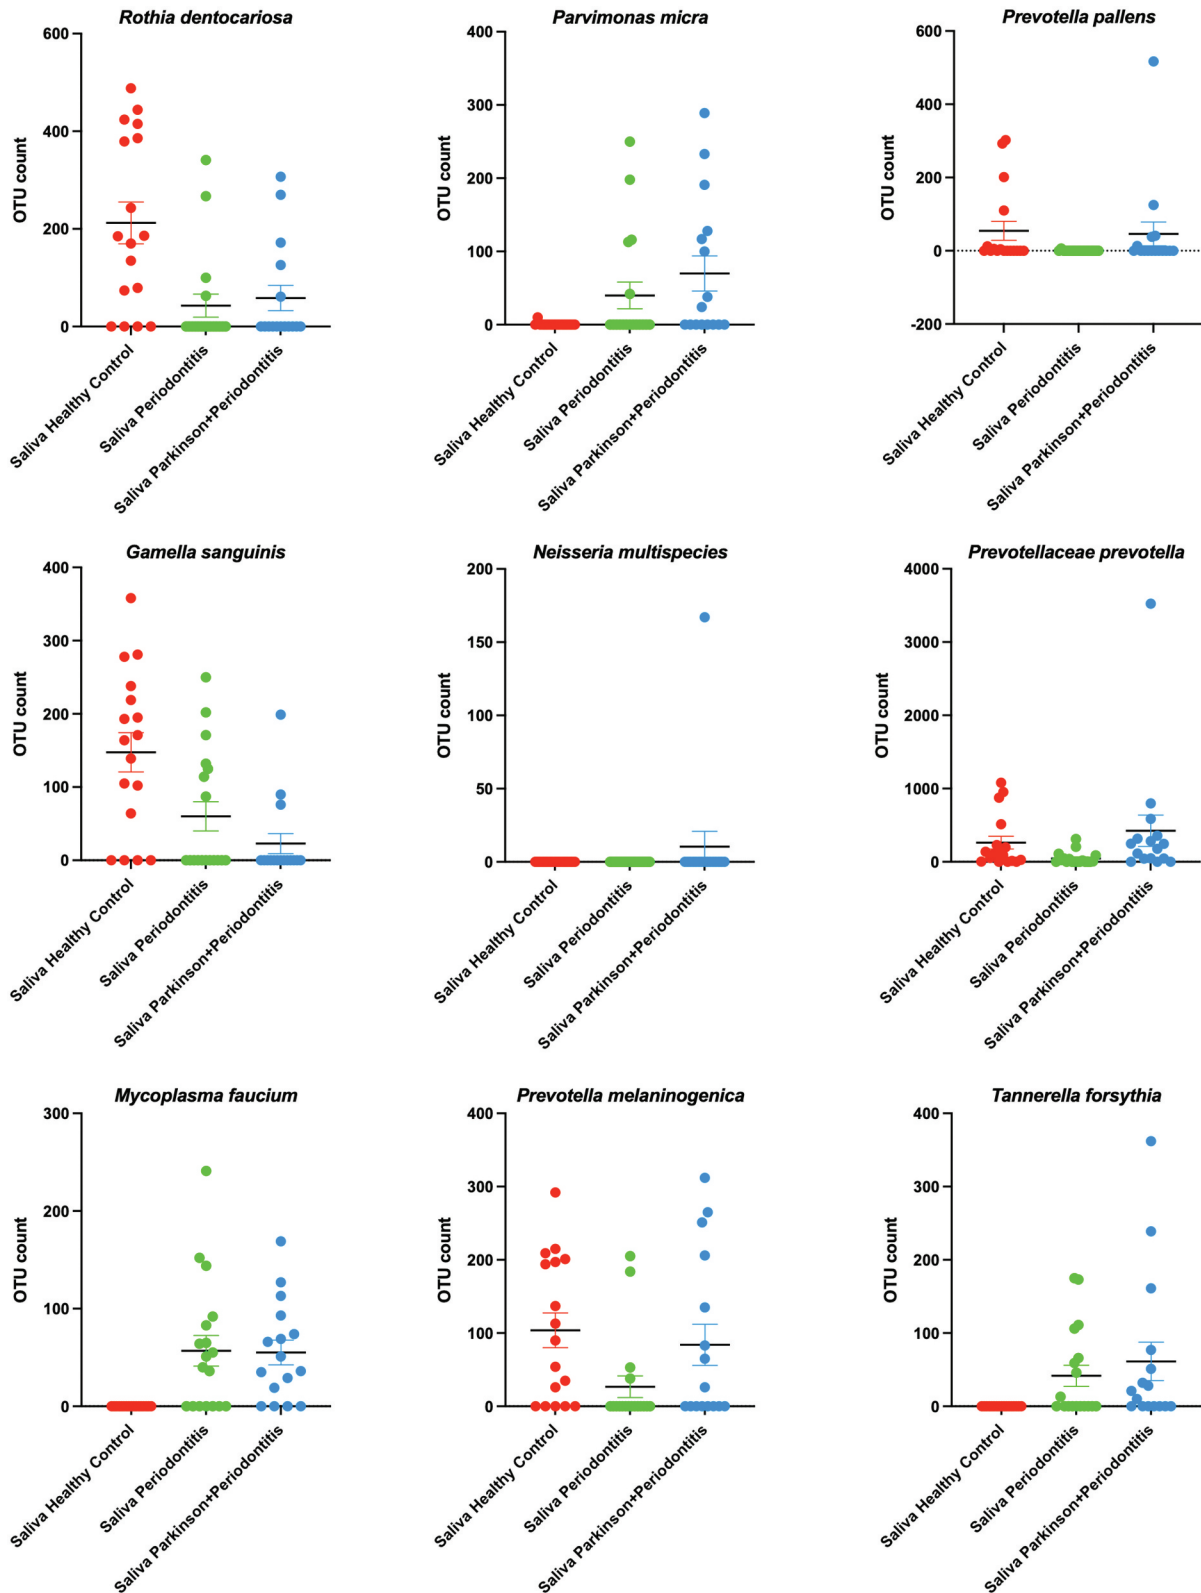 Rothia dentocariosa
600
400
200
0
OTU count
Saliva Healthy Control
Saliva Periodontitis
Saliva Parkinson+Periodontitis
Parvimonas micra
400
300
200
100
0
OTU count
Saliva Healthy Control
Saliva Periodontitis
Saliva Parkinson+Periodontitis
Prevotella pallens
600
400
200
0
-200
OTU count
Saliva Healthy Control
Saliva Periodontitis
Saliva Parkinson+Periodontitis
Gamella sanguinis
400
300
200
100
0
OTU count
Saliva Healthy Control
Saliva Periodontitis
Saliva Parkinson+Periodontitis
Neisseria multispecies
200
150
100
50
0
OTU count
Saliva Healthy Control
Saliva Periodontitis
Saliva Parkinson+Periodontitis
Prevotellaceae prevotella
4000
3000
2000
1000
0
OTU count
Saliva Healthy Control
Saliva Periodontitis
Saliva Parkinson+Periodontitis
Mycoplasma faucium
300
200
100
0
OTU count
Saliva Healthy Control
Saliva Periodontitis
Saliva Parkinson+Periodontitis
Prevotella melaninogenica
400
300
200
100
0
OTU count
Saliva Healthy Control
Saliva Periodontitis
Saliva Parkinson+Periodontitis
Tannerella forsythia
400
300
200
100
0
OTU count
Saliva Healthy Control
Saliva Periodontitis
Saliva Parkinson+Periodontitis